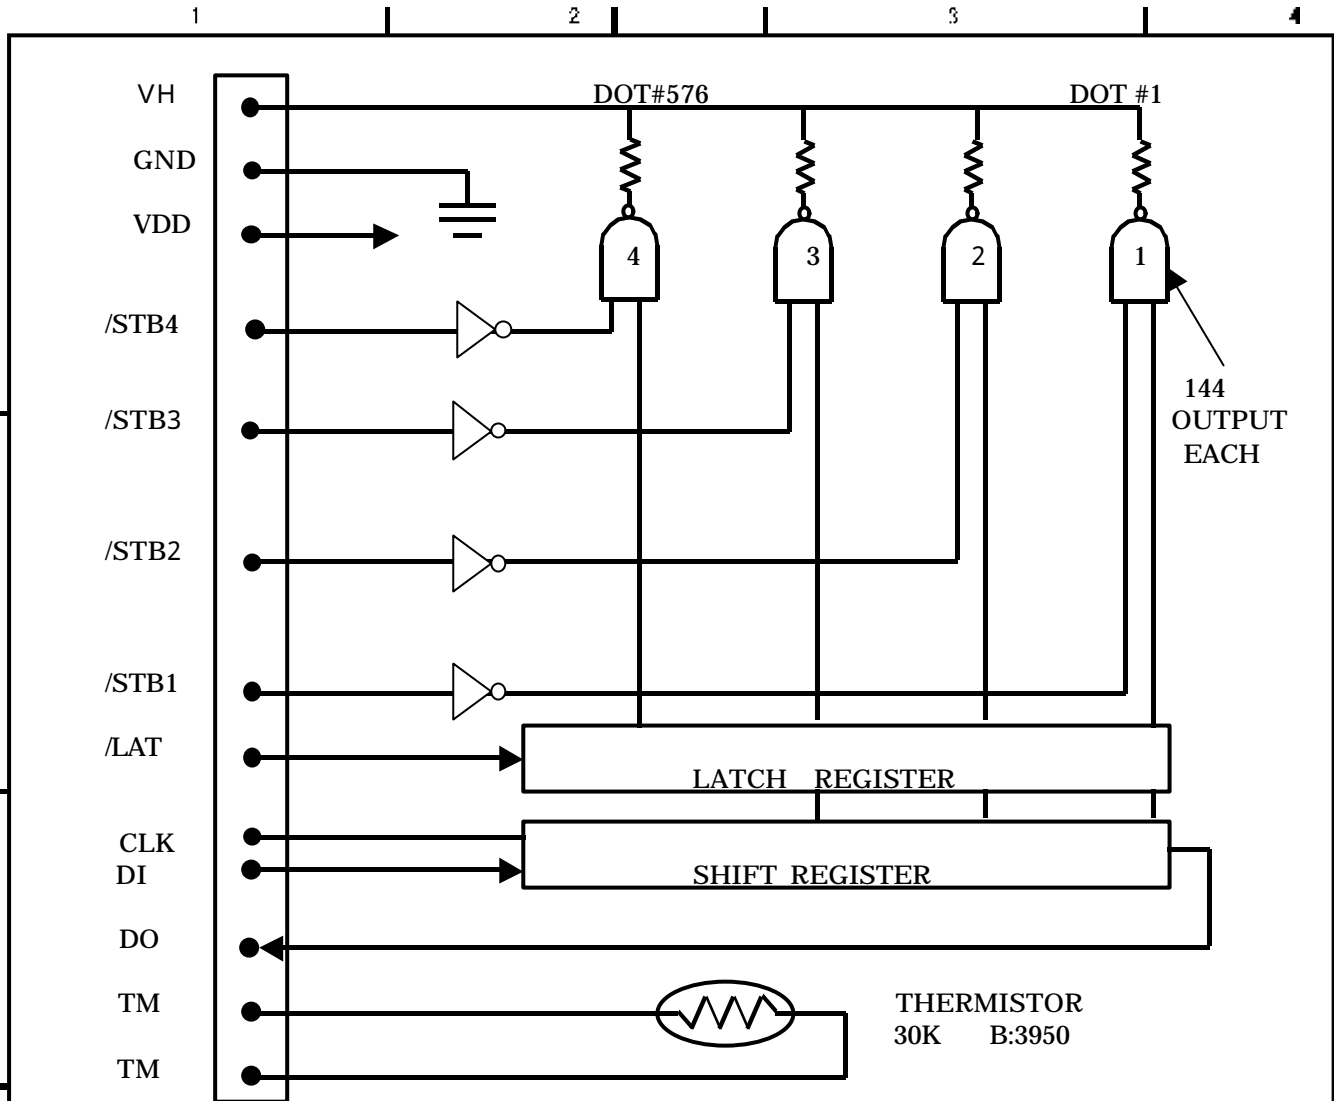 1 2 3 4
VH DOT#576 DOT #1
GND
VDD
4 3 2 1
/STB4
144
OUTPUT
EACH
/STB3
/STB2
/STB1
/LAT
LATCH REGISTER
CLK
DI
SHIFT REGISTER
DO
TM
THERMISTOR
30K B:3950
TM